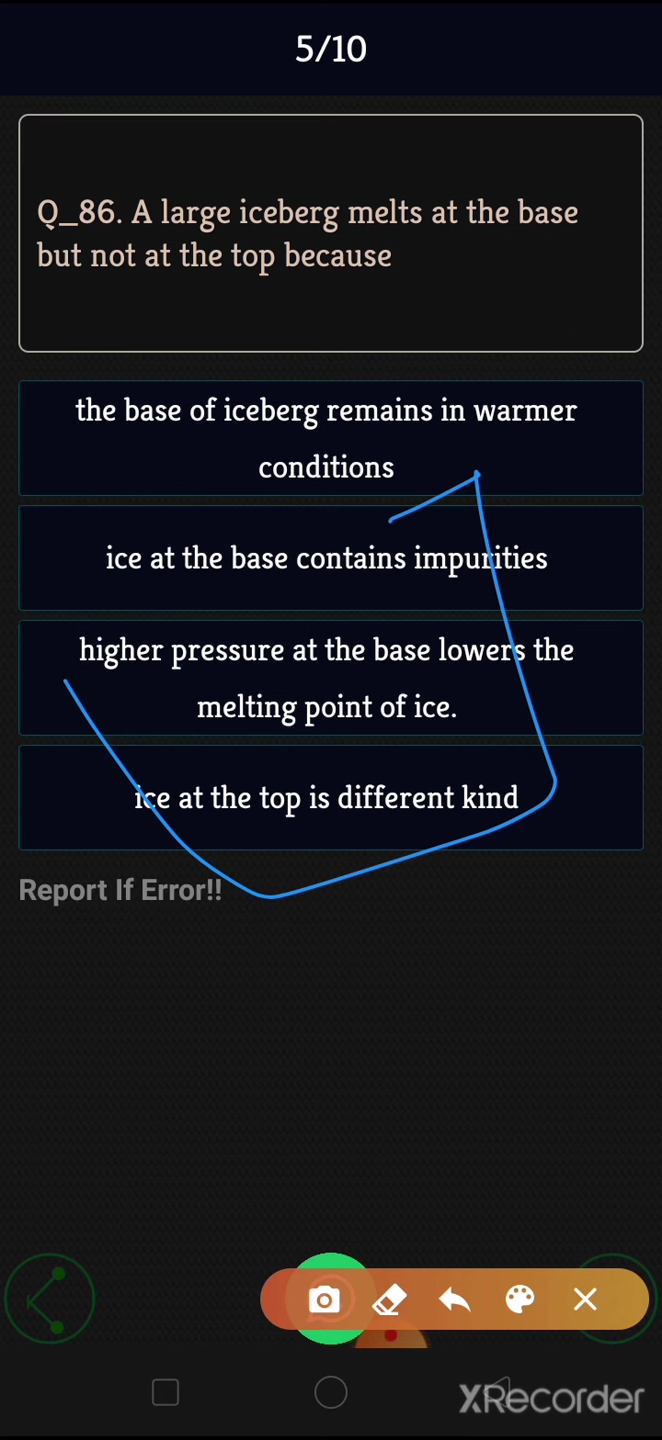 5/10
Q_86. A large iceberg melts at the base
but not at the top because
the base of iceberg remains in warmer
conditions
ice at the base contains impurities
higher pressure at the base lowers the
melting point of ice.
ice at the top is different kind
Report If Error!!
XRecorder